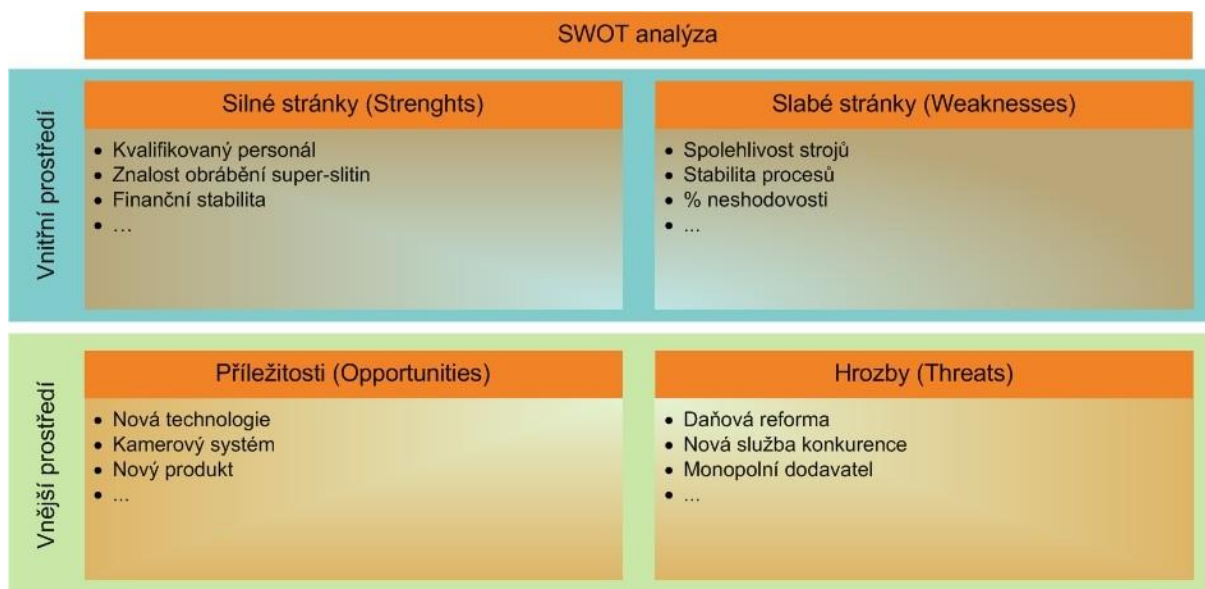 SWOT analýza
Vnitřní prostředí
Silné stránky (Strenghts)
• Kvalifikovaný personál
• Znalost obrábění super-slitin
• Finanční stabilita
• ...
Slabé stránky (Weaknesses)
• Spolehlivost strojů
• Stabilita procesů
• % neshodovosti
• ...
Vnější prostředí
Příležitosti (Opportunities)
• Nová technologie
• Kamerový systém
• Nový produkt
• ...
Hrozby (Threats)
• Daňová reforma
• Nová služba konkurence
• Monopolní dodavatel
• ...